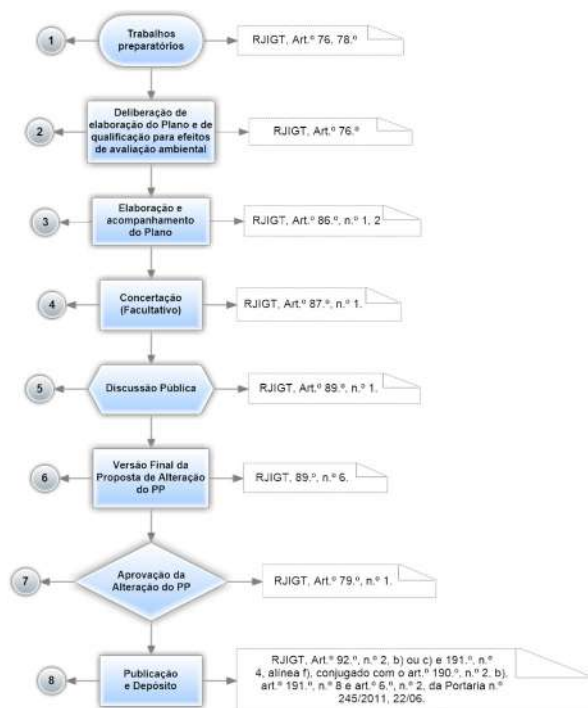 1
Trabalhos
preparatórios
RJIGT, Art.º 76, 78.º
2
Deliberação de
elaboração do Plano e de
qualificação para efeitos
de avaliação ambiental
RJIGT, Art.º 76.º
3
Elaboração e
acompanhamento
do Plano
RJIGT, Art.º 86.º, n.º 1, 2
4
Concertação
(Facultativo)
RJIGT, Art.º 87.º, n.º 1.
5
Discussão Pública
RJIGT, Art.º 89.º, n.º 1.
6
Versão Final da
Proposta de Alteração
do PP
RJIGT, 89.º, n.º 6.
7
Aprovação da
Alteração do PP
RJIGT, Art.º 79.º, n.º 1.
8
Publicação
e Depósito
RJIGT, Art.º 92.º, n.º 2, b) ou c) e 191.º, n.º
4, alínea f), conjugado com o art.º 190.º, n.º 2, b),
art.º 191.º, n.º 8 e art.º 6.º, n.º 2, da Portaria n.º
245/2011, 22/06.